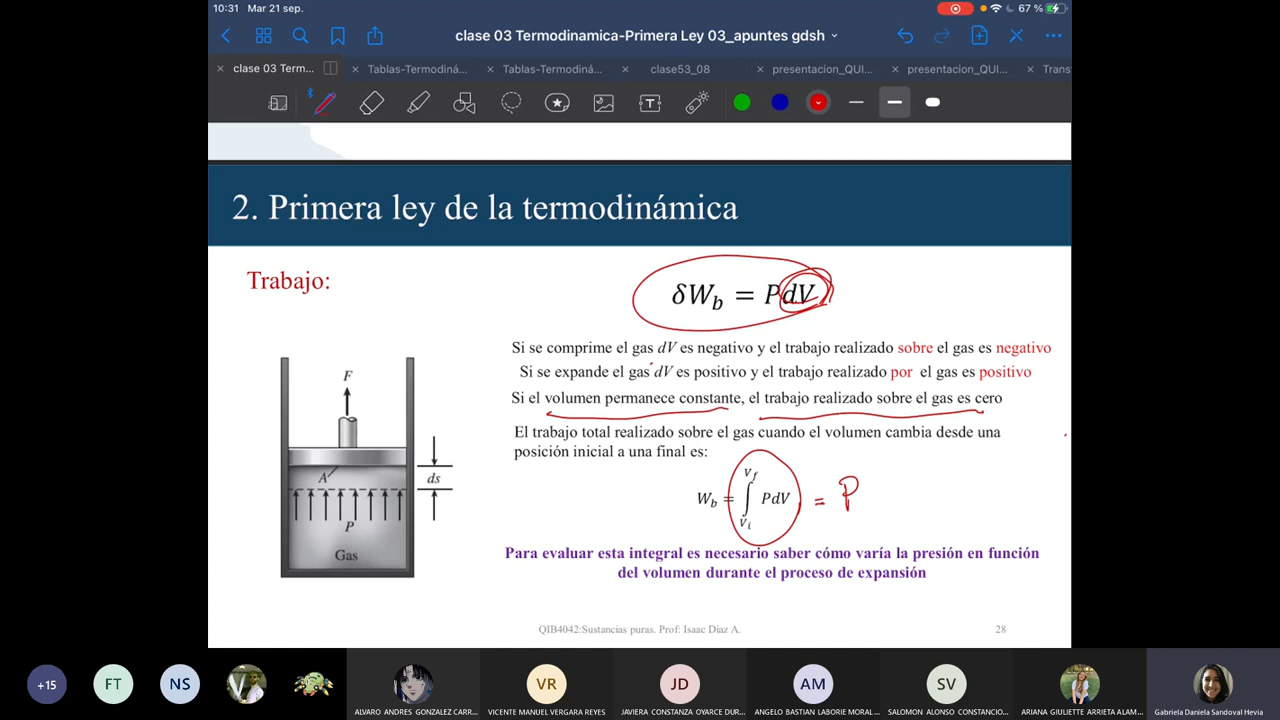 10:31 Mar 21 sep.
67 %
clase 03 Termodinamica-Primera Ley 03_apuntes gdsh
clase 03 Term...
Tablas-Termodiná...
Tablas-Termodiná...
clase53_08
presentacion_QUI...
presentacion_QUI...
Transf
2. Primera ley de la termodinámica
Trabajo:
δW_b = PdV
Si se comprime el gas dV es negativo y el trabajo realizado sobre el gas es negativo
Si se expande el gas dV es positivo y el trabajo realizado por el gas es positivo
Si el volumen permanece constante, el trabajo realizado sobre el gas es cero
El trabajo total realizado sobre el gas cuando el volumen cambia desde una
posición inicial a una final es:
W_b = ∫_{V_i}^{V_f} PdV = P
Para evaluar esta integral es necesario saber cómo varía la presión en función
del volumen durante el proceso de expansión
F
A
ds
P
Gas
QIB4042:Sustancias puras. Prof: Isaac Diaz A.
28
+15
FT
NS
VR
JD
AM
SV
ALVARO ANDRES GONZALEZ CARR...
VICENTE MANUEL VERGARA REYES
JAVIERA CONSTANZA OYARCE DUR...
ANGELO BASTIAN LABORIE MORAL...
SALOMON ALONSO CONSTANCIO...
ARIANA GIULIETTE ARRIETA ALAM...
Gabriela Daniela Sandoval Hevia